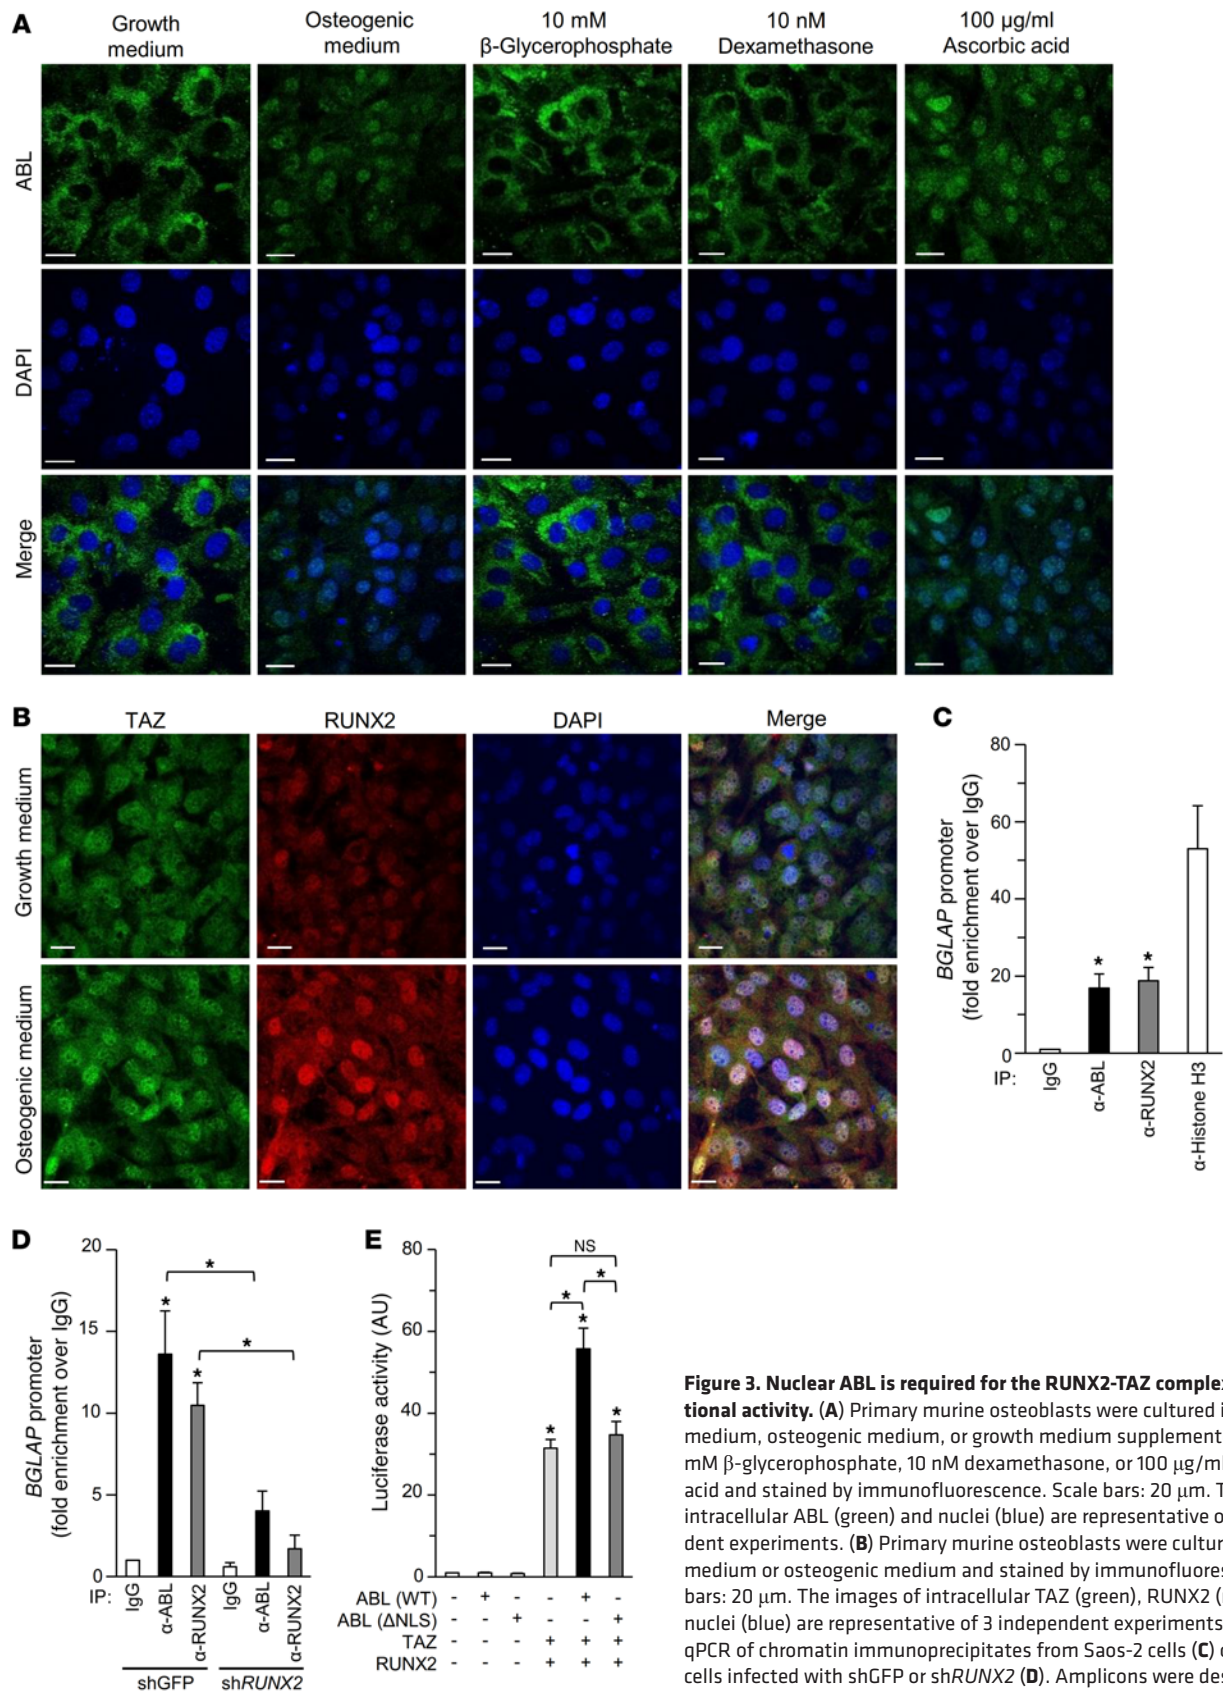 A
Growth
medium
Osteogenic
medium
10 mM
β-Glycerophosphate
10 nM
Dexamethasone
100 µg/ml
Ascorbic acid
ABL
DAPI
Merge
B
TAZ
RUNX2
DAPI
Merge
Growth medium
Osteogenic medium
C
BGLAP promoter
(fold enrichment over IgG)
80
60
40
20
0
* *
IP:
IgG
α-ABL
α-RUNX2
α-Histone H3
D
BGLAP promoter
(fold enrichment over IgG)
20
15
10
5
0
*
*
*
*
IP:
IgG
α-ABL
α-RUNX2
IgG
α-ABL
α-RUNX2
shGFP
shRUNX2
E
Luciferase activity (AU)
80
60
40
20
0
NS
*
*
*
*
*
ABL (WT) - + - - + -
ABL (ΔNLS) - - + - - +
TAZ - - - + + +
RUNX2 - - - + + +
Figure 3. Nuclear ABL is required for the RUNX2-TAZ complex
tional activity. (A) Primary murine osteoblasts were cultured i
medium, osteogenic medium, or growth medium supplement
mM β-glycerophosphate, 10 nM dexamethasone, or 100 µg/ml
acid and stained by immunofluorescence. Scale bars: 20 µm. T
intracellular ABL (green) and nuclei (blue) are representative o
dent experiments. (B) Primary murine osteoblasts were cultur
medium or osteogenic medium and stained by immunofluores
bars: 20 µm. The images of intracellular TAZ (green), RUNX2 (
nuclei (blue) are representative of 3 independent experiments
qPCR of chromatin immunoprecipitates from Saos-2 cells (C) o
cells infected with shGFP or shRUNX2 (D). Amplicons were des